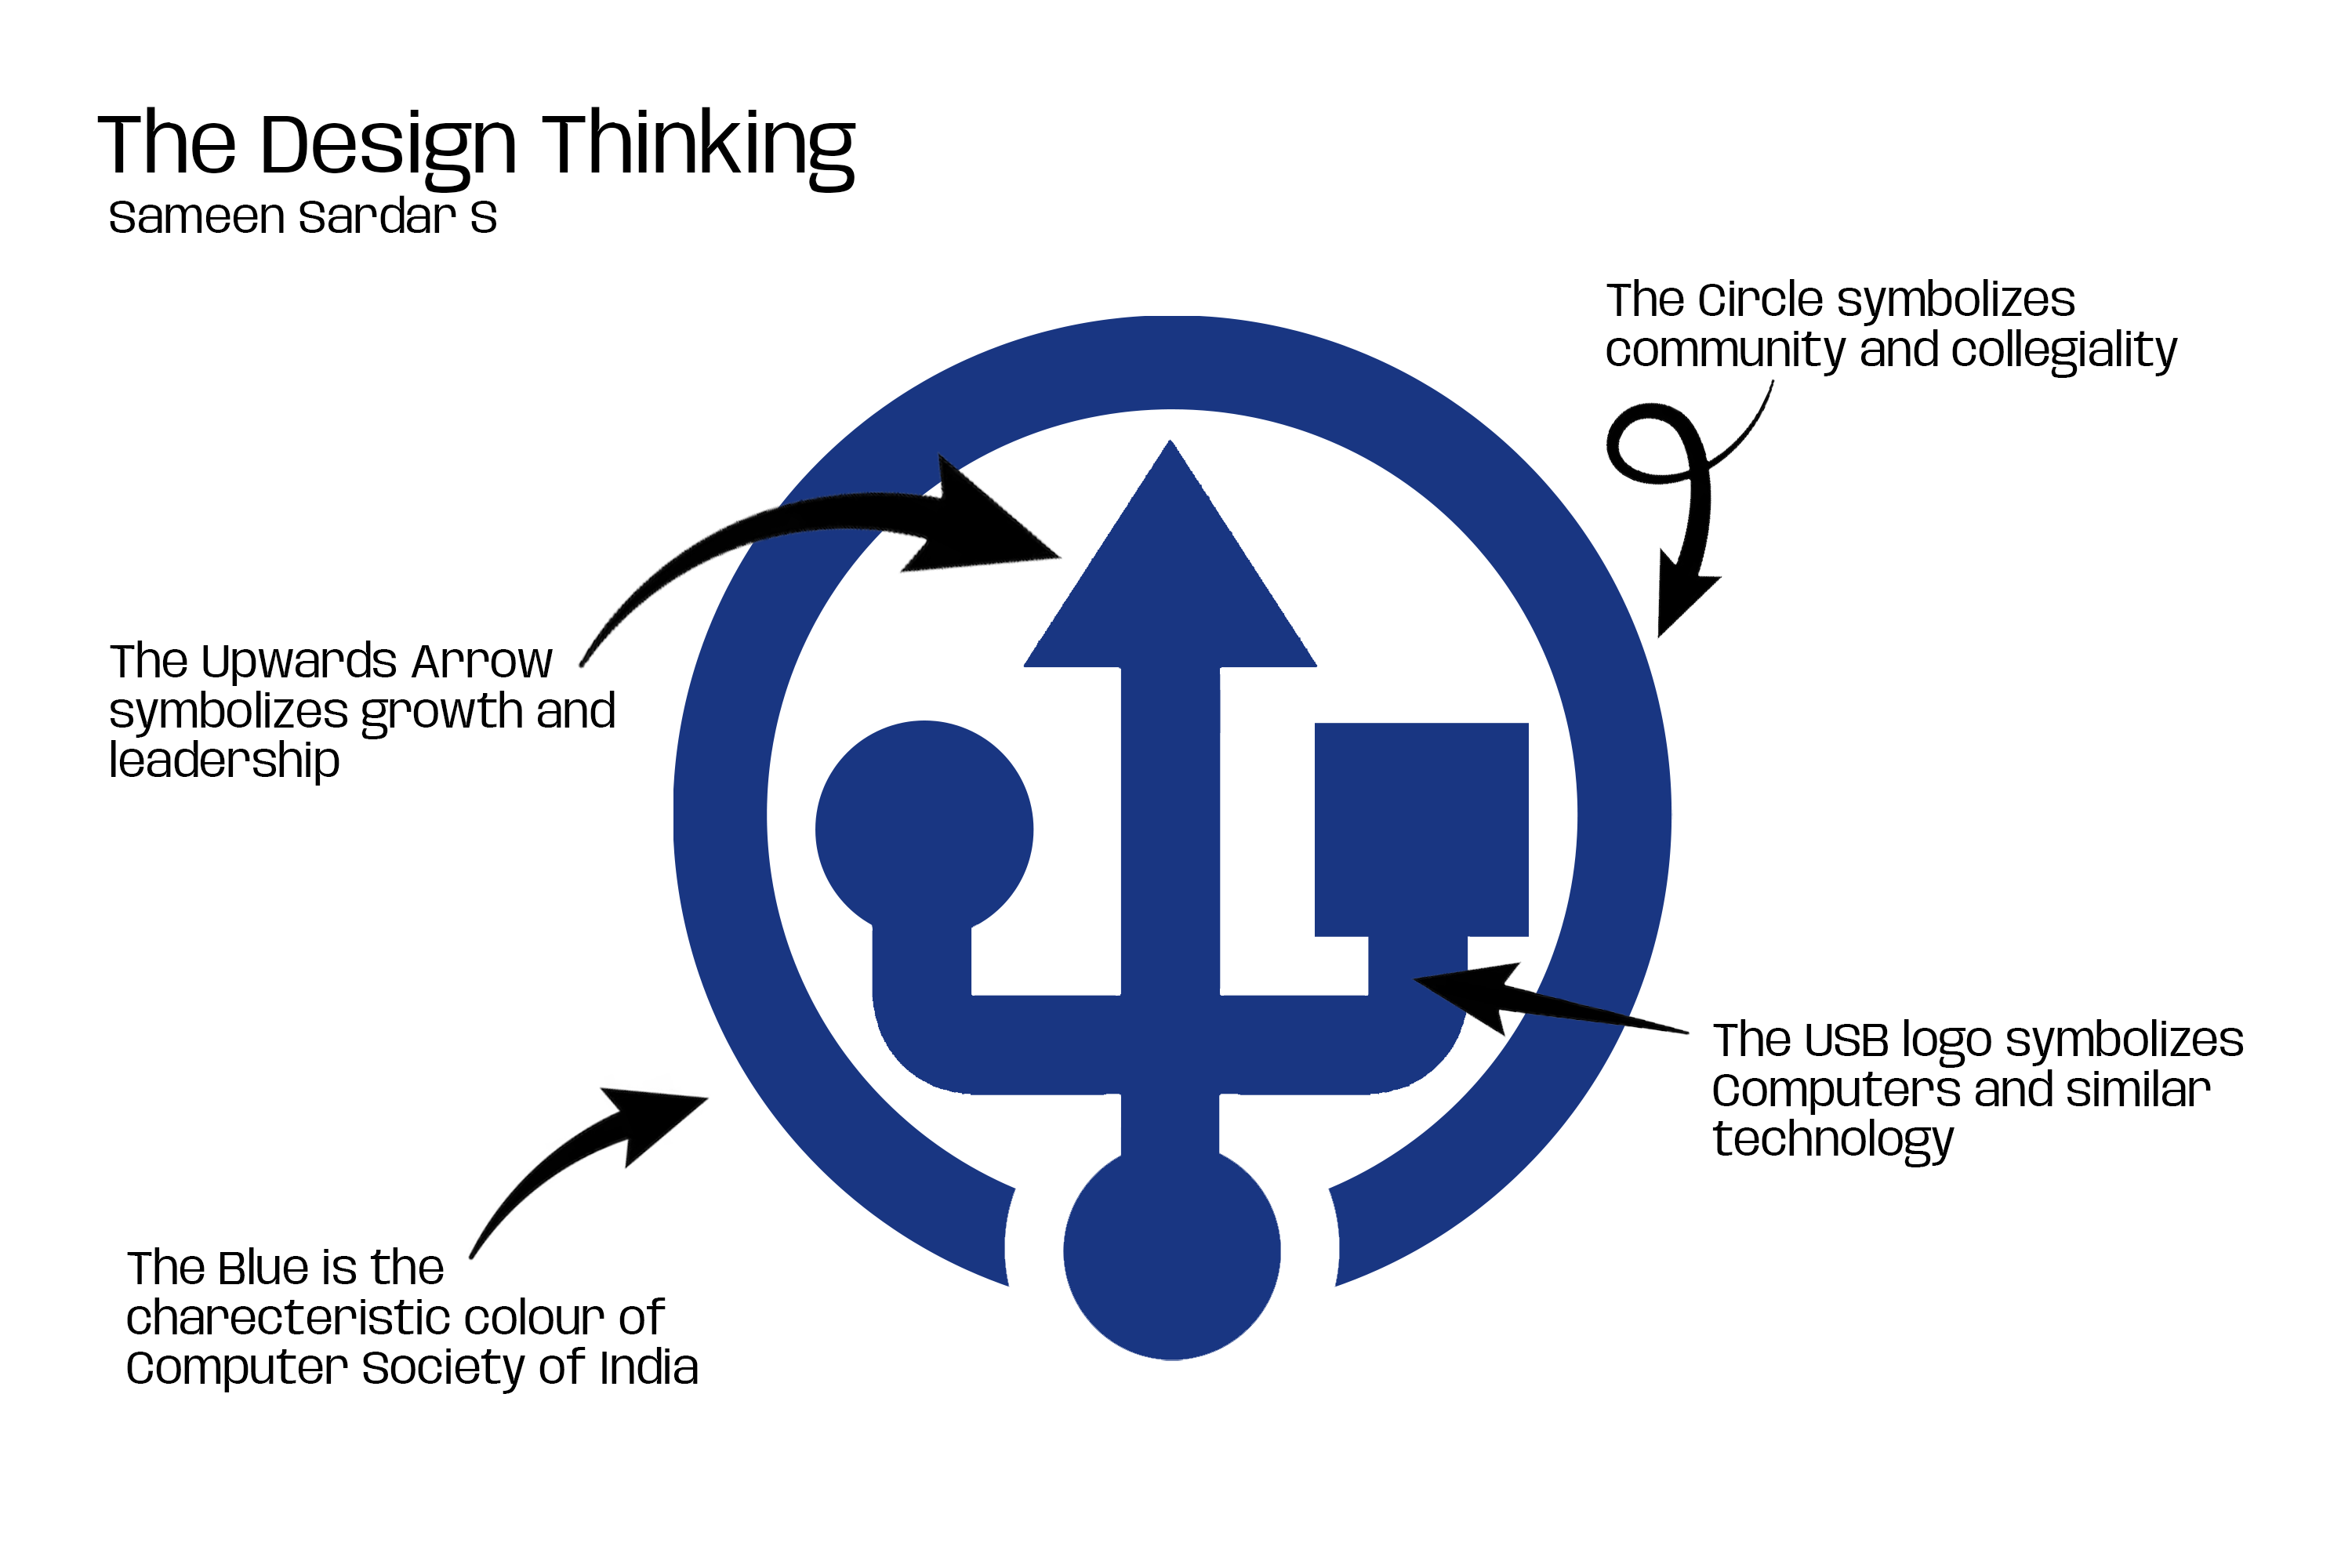 The Design Thinking
Sameen Sardar S
The Circle symbolizes
community and collegiality
The Upwards Arrow
symbolizes growth and
leadership
The USB logo symbolizes
Computers and similar
technology
The Blue is the
charecteristic colour of
Computer Society of India